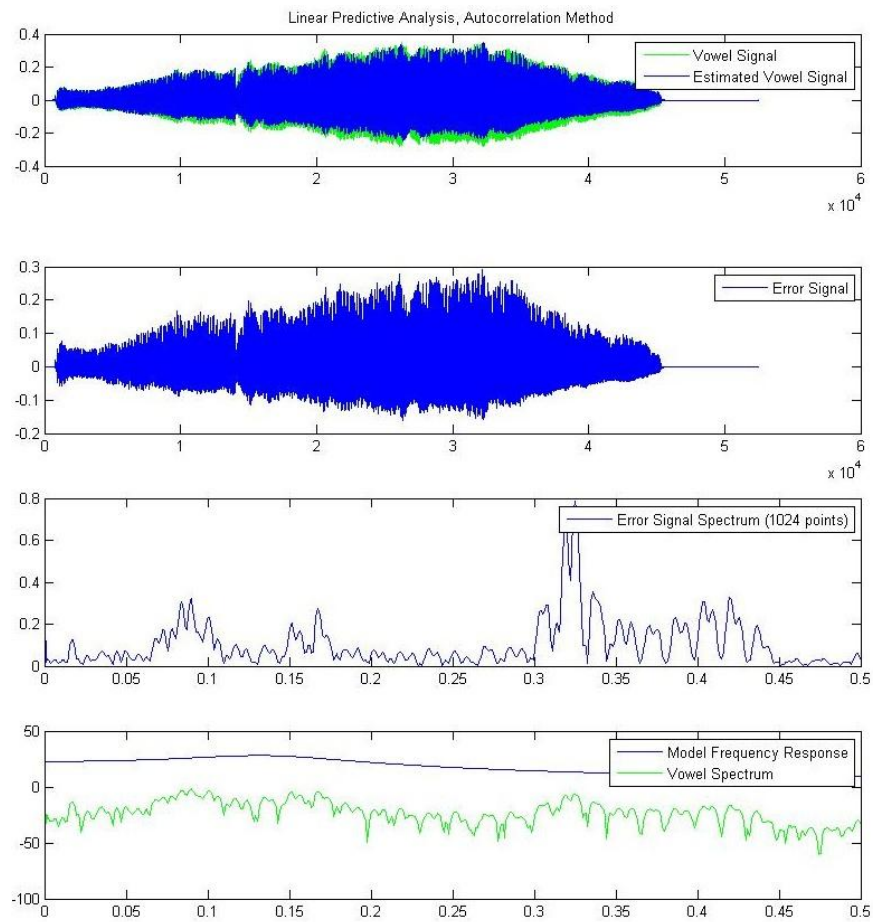 Linear Predictive Analysis, Autocorrelation Method
0.4
0.2
0
-0.2
-0.4
Vowel Signal
Estimated Vowel Signal
0 1 2 3 4 5 6
x 10^4
0.3
0.2
0.1
0
-0.1
-0.2
Error Signal
0 1 2 3 4 5 6
x 10^4
0.8
0.6
0.4
0.2
0
Error Signal Spectrum (1024 points)
0 0.05 0.1 0.15 0.2 0.25 0.3 0.35 0.4 0.45 0.5
50
0
-50
-100
Model Frequency Response
Vowel Spectrum
0 0.05 0.1 0.15 0.2 0.25 0.3 0.35 0.4 0.45 0.5